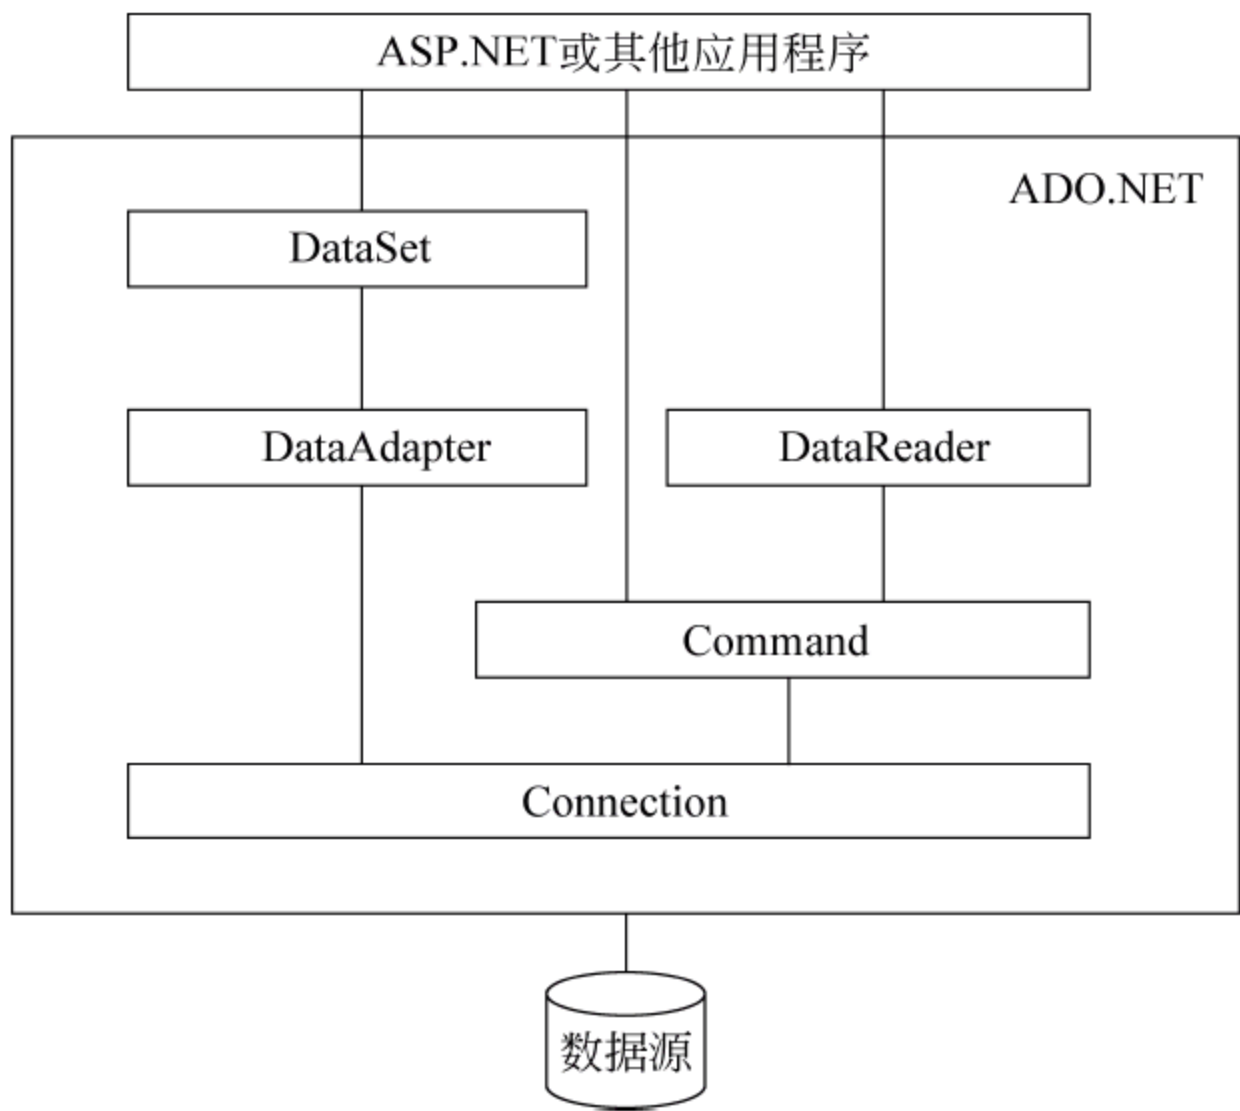 ASP.NET或其他应用程序
ADO.NET
DataSet
DataAdapter
DataReader
Command
Connection
数据源